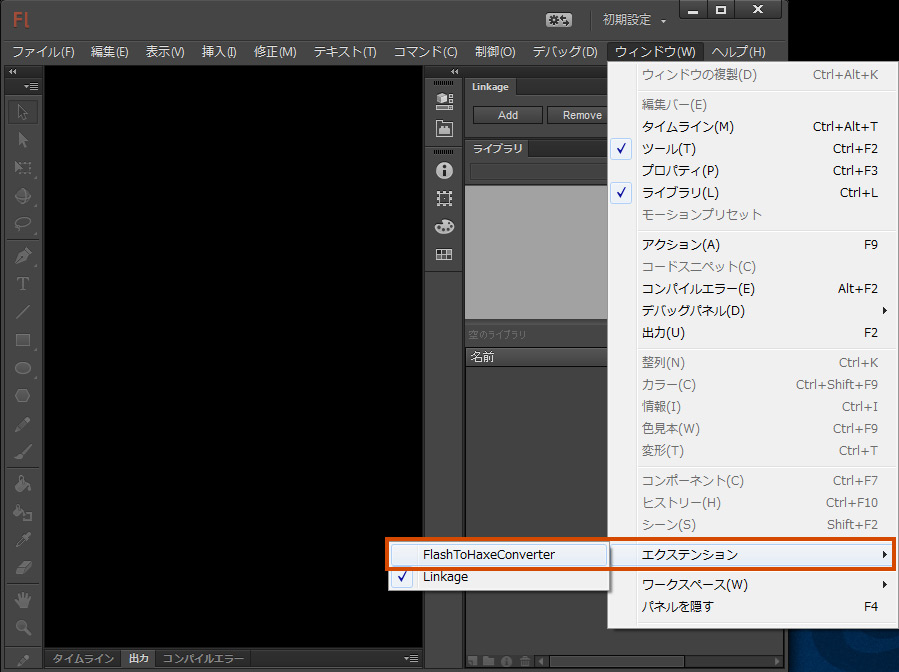 Fl
初期設定
ファイル(F) 編集(E) 表示(V) 挿入(I) 修正(M) テキスト(T) コマンド(C) 制御(O) デバッグ(D) ウィンドウ(W) ヘルプ(H)
Linkage
Add Remove
ライブラリ
空のライブラリ
名前
ウィンドウの複製(D) Ctrl+Alt+K
編集バー(E)
タイムライン(M) Ctrl+Alt+T
ツール(T) Ctrl+F2
プロパティ(P) Ctrl+F3
ライブラリ(L) Ctrl+L
モーションプリセット
アクション(A) F9
コードスニペット(C)
コンパイルエラー(E) Alt+F2
デバッグパネル(D)
出力(U) F2
整列(N) Ctrl+K
カラー(C) Ctrl+Shift+F9
情報(I) Ctrl+I
色見本(W) Ctrl+F9
変形(T) Ctrl+T
コンポーネント(C) Ctrl+F7
ヒストリー(H) Ctrl+F10
シーン(S) Shift+F2
エクステンション
FlashToHaxeConverter
Linkage
ワークスペース(W)
パネルを隠す F4
タイムライン 出力 コンパイルエラー